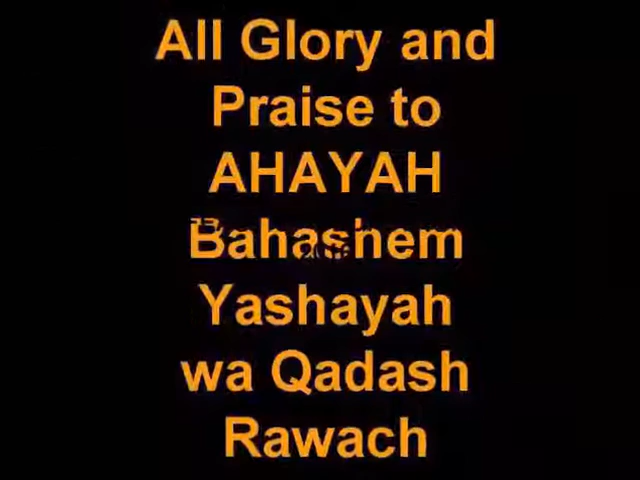 All Glory and
Praise to
AHAYAH
Bahashem
Yashayah
wa Qadash
Rawach